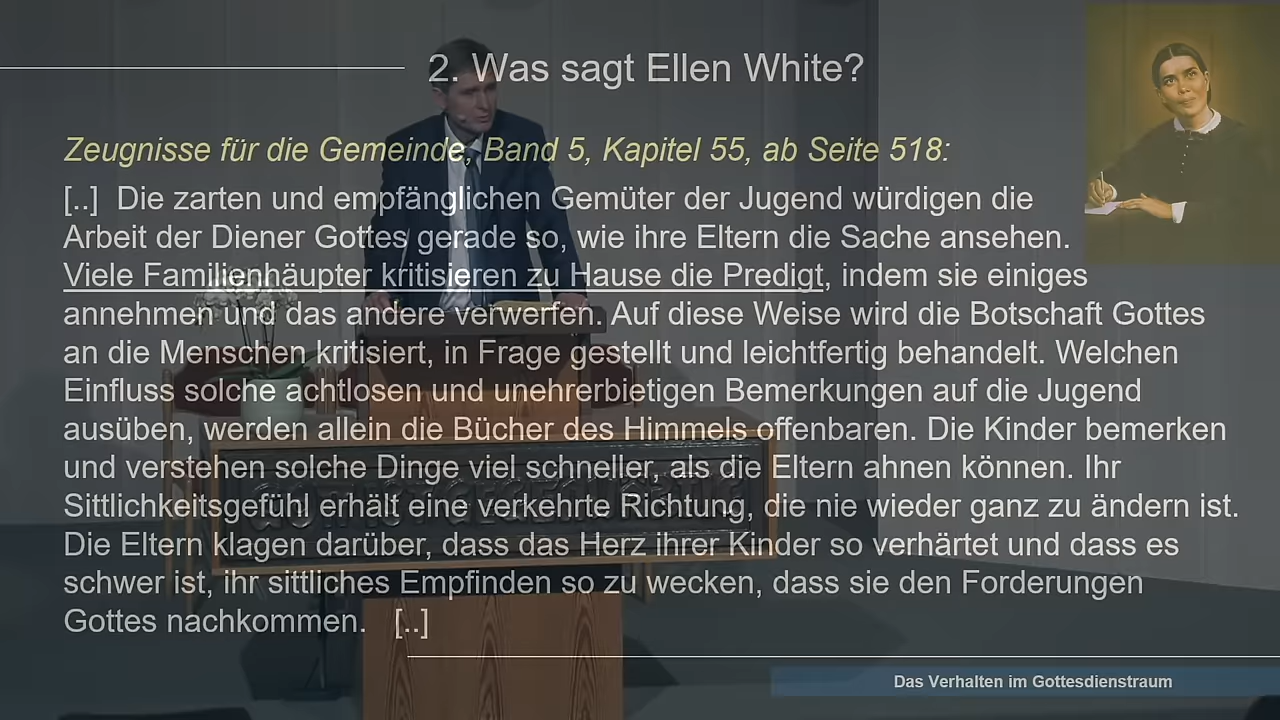 2. Was sagt Ellen White?
Zeugnisse für die Gemeinde, Band 5, Kapitel 55, ab Seite 518:
[..] Die zarten und empfänglichen Gemüter der Jugend würdigen die
Arbeit der Diener Gottes gerade so, wie ihre Eltern die Sache ansehen.
Viele Familienhäupter kritisieren zu Hause die Predigt, indem sie einiges
annehmen und das andere verwerfen. Auf diese Weise wird die Botschaft Gottes
an die Menschen kritisiert, in Frage gestellt und leichtfertig behandelt. Welchen
Einfluss solche achtlosen und unehrerbietigen Bemerkungen auf die Jugend
ausüben, werden allein die Bücher des Himmels offenbaren. Die Kinder bemerken
und verstehen solche Dinge viel schneller, als die Eltern ahnen können. Ihr
Sittlichkeitsgefühl erhält eine verkehrte Richtung, die nie wieder ganz zu ändern ist.
Die Eltern klagen darüber, dass das Herz ihrer Kinder so verhärtet und dass es
schwer ist, ihr sittliches Empfinden so zu wecken, dass sie den Forderungen
Gottes nachkommen. [..]
Das Verhalten im Gottesdienstraum